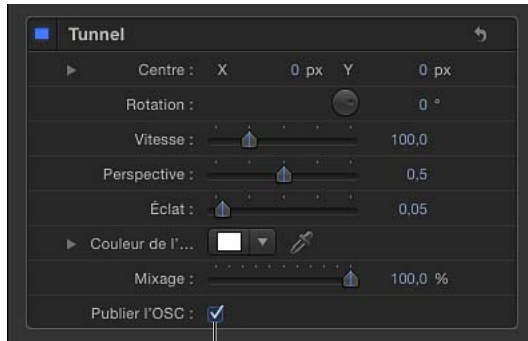 Tunnel
Centre : X 0 px Y 0 px
Rotation : 0 °
Vitesse : 100,0
Perspective : 0,5
Éclat : 0,05
Couleur de l'...
Mixage : 100,0 %
Publier l'OSC :